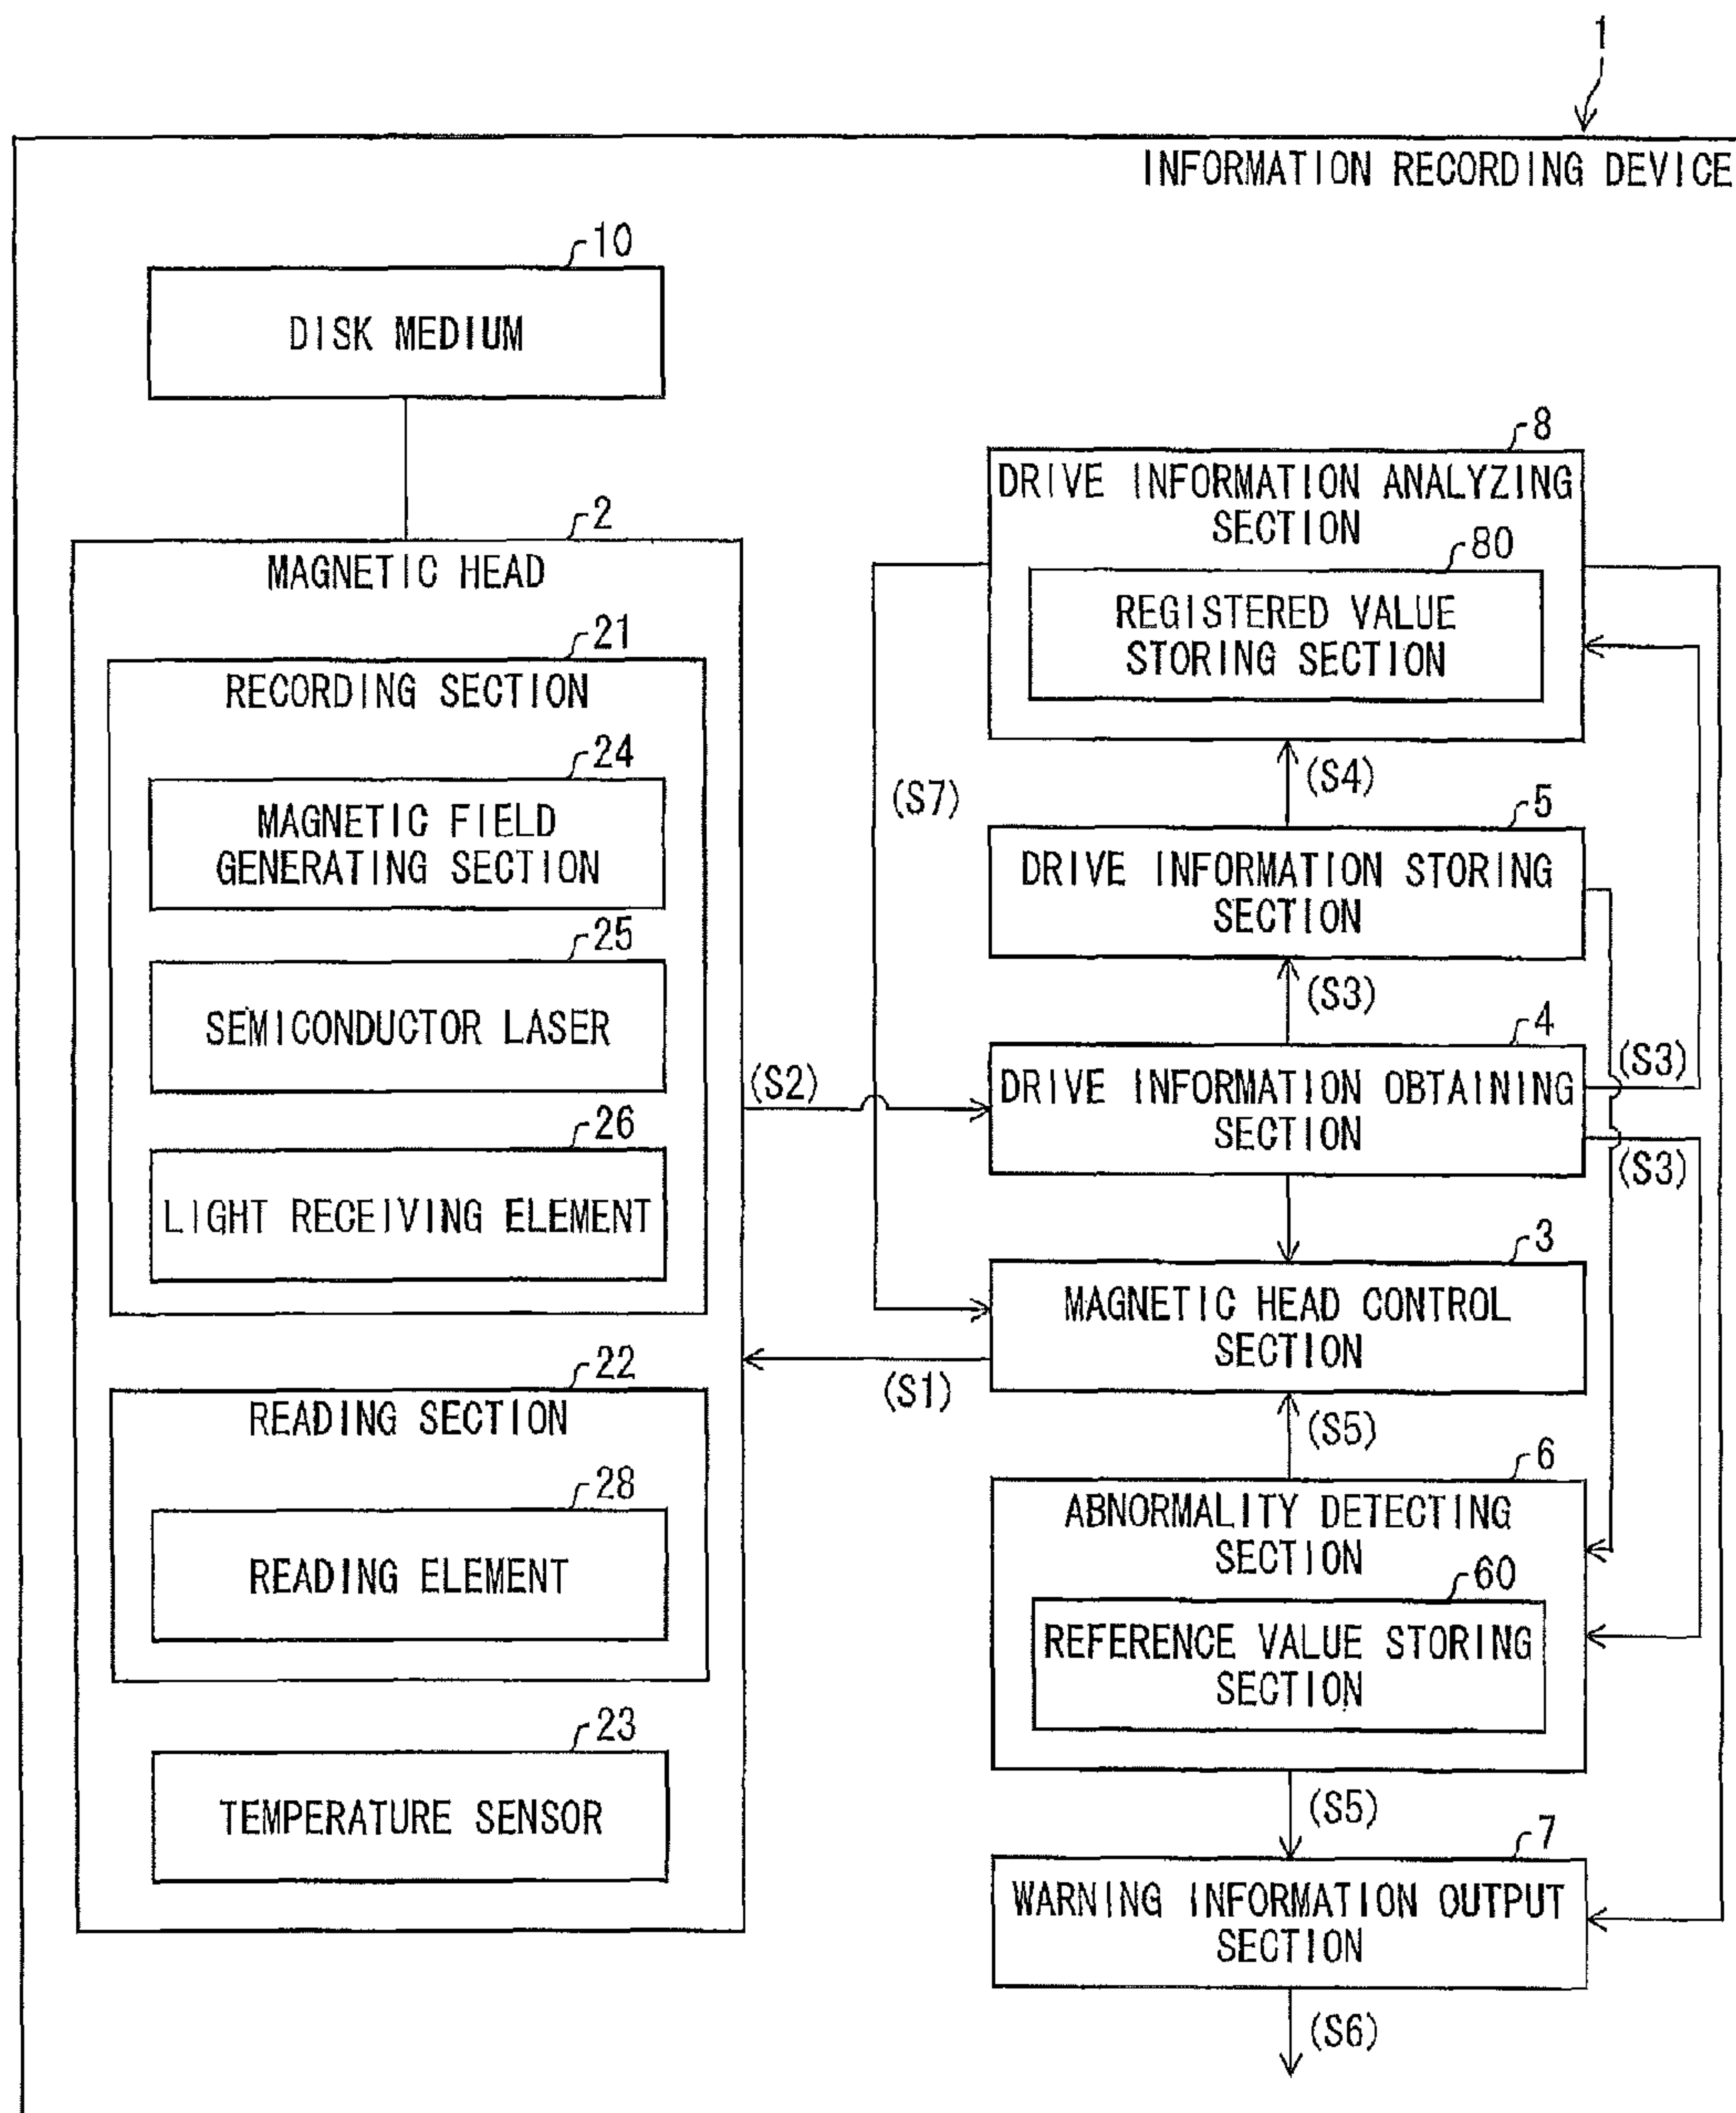 1
INFORMATION RECORDING DEVICE
10
DISK MEDIUM
2
MAGNETIC HEAD
21
RECORDING SECTION
24
MAGNETIC FIELD
GENERATING SECTION
25
SEMICONDUCTOR LASER
26
LIGHT RECEIVING ELEMENT
22
READING SECTION
28
READING ELEMENT
23
TEMPERATURE SENSOR
(S2)
(S1)
(S7)
8
DRIVE INFORMATION ANALYZING
SECTION
80
REGISTERED VALUE
STORING SECTION
(S4)
5
DRIVE INFORMATION STORING
SECTION
(S3)
4
DRIVE INFORMATION OBTAINING
SECTION
(S3)
(S3)
3
MAGNETIC HEAD CONTROL
SECTION
(S5)
6
ABNORMALITY DETECTING
SECTION
60
REFERENCE VALUE STORING
SECTION
(S5)
7
WARNING INFORMATION OUTPUT
SECTION
(S6)